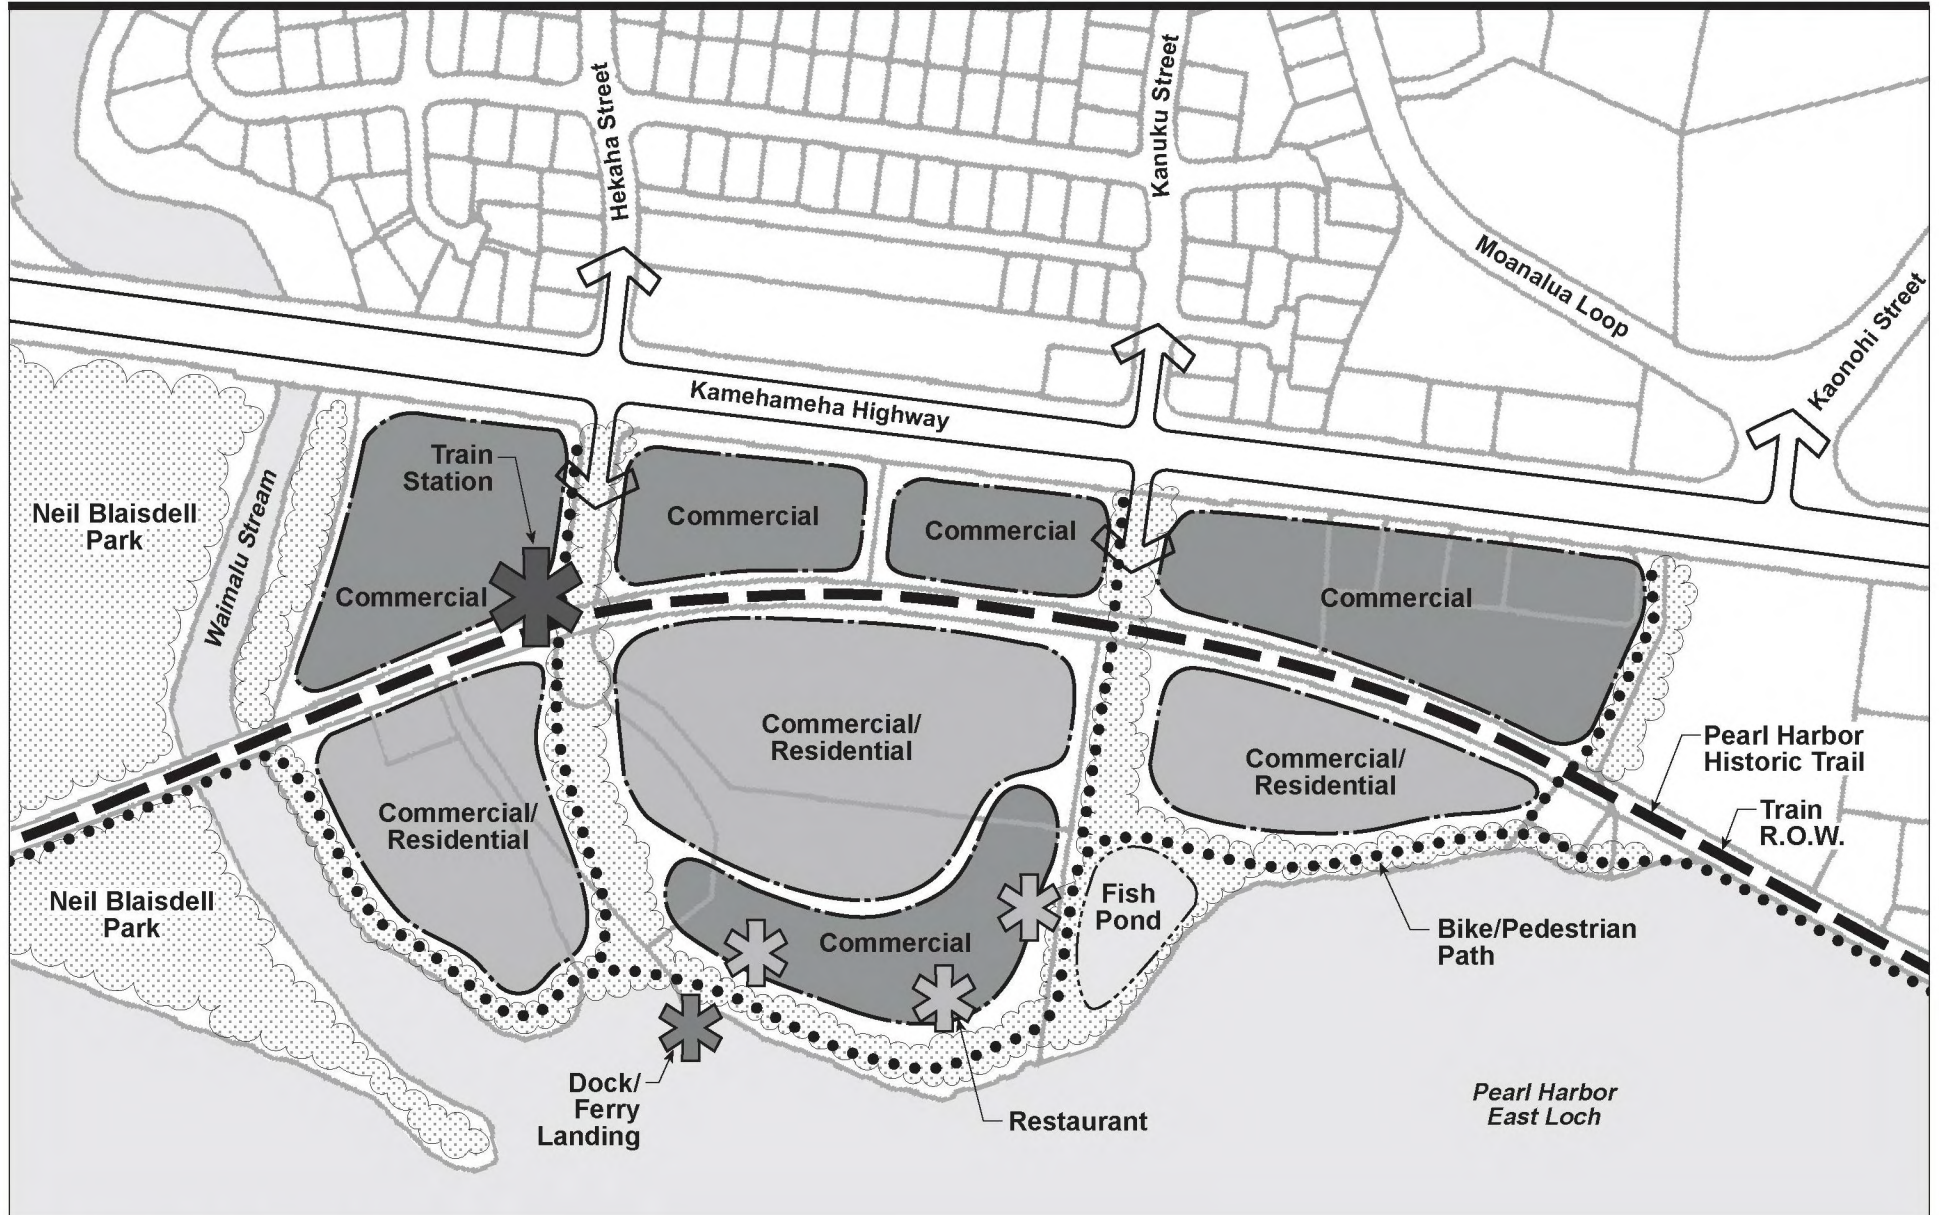 Hekaha Street
Kanuku Street
Moanalua Loop
Kaonohi Street
Kamehameha Highway
Train
Station
Neil Blaisdell
Park
Waimalu Stream
Commercial
Commercial
Commercial
Commercial
Commercial/
Residential
Commercial/
Residential
Commercial/
Residential
Pearl Harbor
Historic Trail
Train
R.O.W.
Neil Blaisdell
Park
Fish
Pond
Commercial
Bike/Pedestrian
Path
Dock/
Ferry
Landing
Restaurant
Pearl Harbor
East Loch